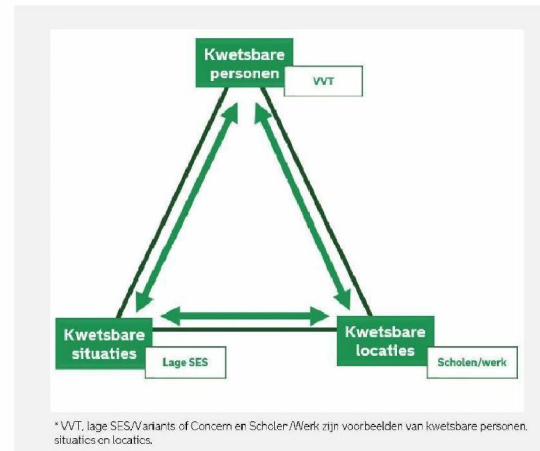 Kwetsbare
personen
VVT
Kwetsbare
situaties
Lage SES
Kwetsbare
locaties
Scholen/werk
* VVT, lage SES/Variants of Concern en Scholen/Werk zijn voorbeelden van kwetsbare personen,
situaties en locaties.